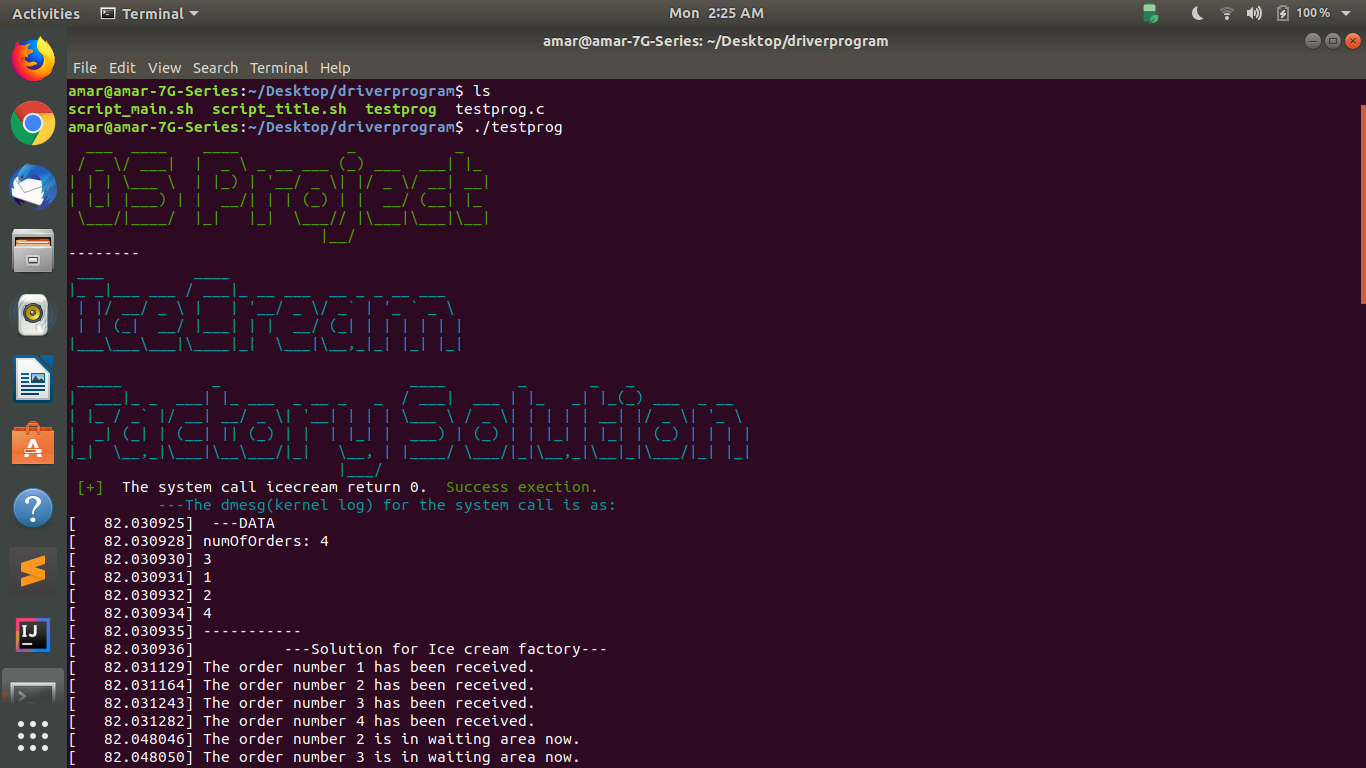 Activities Terminal Mon 2:25 AM 100%
amar@amar-7G-Series: ~/Desktop/driverprogram
File Edit View Search Terminal Help
amar@amar-7G-Series:~/Desktop/driverprogram$ ls
script_main.sh script_title.sh testprog testprog.c
amar@amar-7G-Series:~/Desktop/driverprogram$ ./testprog
OS Project
--------
IceCream
Factory Solution
[+] The system call icecream return 0. Success exection.
---The dmesg(kernel log) for the system call is as:
[ 82.030925] ---DATA
[ 82.030928] numOfOrders: 4
[ 82.030930] 3
[ 82.030931] 1
[ 82.030932] 2
[ 82.030934] 4
[ 82.030935] -----------
[ 82.030936] ---Solution for Ice cream factory---
[ 82.031129] The order number 1 has been received.
[ 82.031164] The order number 2 has been received.
[ 82.031243] The order number 3 has been received.
[ 82.031282] The order number 4 has been received.
[ 82.048046] The order number 2 is in waiting area now.
[ 82.048050] The order number 3 is in waiting area now.
IJ